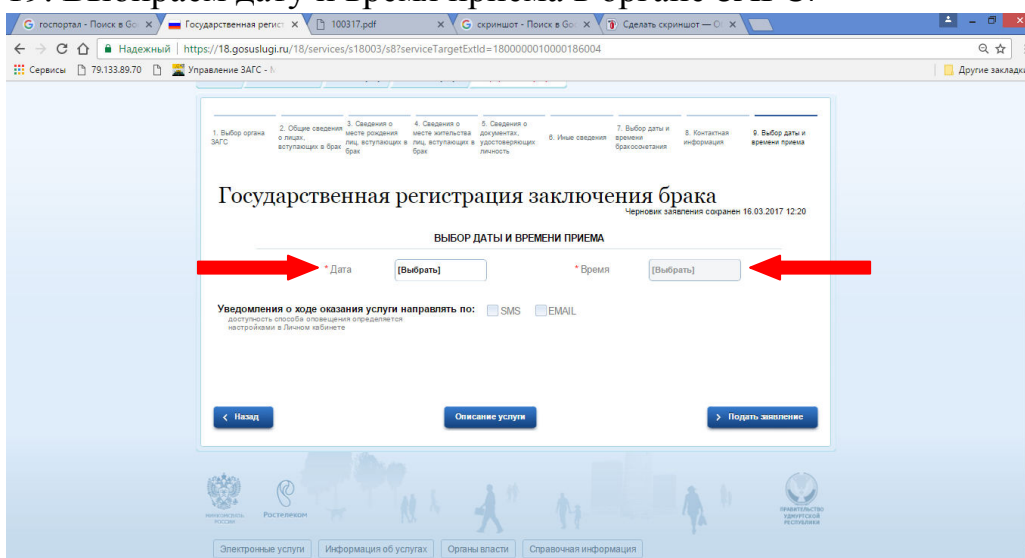 19. Выбираем дату и время приема в органе ЗАГС.
госпортал - Поиск в Go
Государственная регист
100317.pdf
скриншот - Поиск в Goo
Сделать скриншот — О
Надежный
https://18.gosuslugi.ru/18/services/s18003/s8?serviceTargetExtId=1800000010000186004
Сервисы
79.133.89.70
Управление ЗАГС -
Другие закладки
1. Выбор органа ЗАГС
2. Общие сведения о лицах, вступающих в брак
3. Сведения о месте рождения лиц, вступающих в брак
4. Сведения о месте жительства лиц, вступающих в брак
5. Сведения о документах, удостоверяющих личность
6. Иные сведения
7. Выбор даты и времени бракосочетания
8. Контактная информация
9. Выбор даты и времени приема
Государственная регистрация заключения брака
Черновик заявления сохранен 16.03.2017 12:20
ВЫБОР ДАТЫ И ВРЕМЕНИ ПРИЕМА
* Дата [Выбрать] * Время [Выбрать]
Уведомления о ходе оказания услуги направлять по: SMS EMAIL
доступность способа оповещения определяется
настройками в Личном кабинете
Назад
Описание услуги
Подать заявление
МИНКОМСВЯЗЬ
РОССИИ
Ростелеком
ПРАВИТЕЛЬСТВО
УДМУРТСКОЙ
РЕСПУБЛИКИ
Электронные услуги
Информация об услугах
Органы власти
Справочная информация